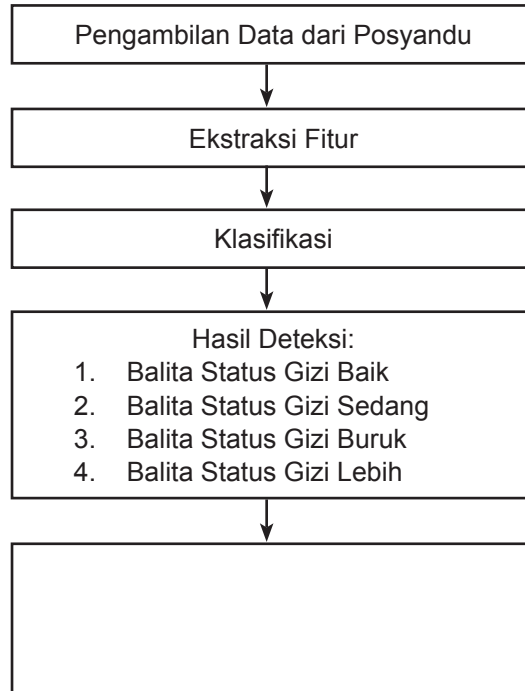 Pengambilan Data dari Posyandu
Ekstraksi Fitur
Klasifikasi
Hasil Deteksi:
1. Balita Status Gizi Baik
2. Balita Status Gizi Sedang
3. Balita Status Gizi Buruk
4. Balita Status Gizi Lebih